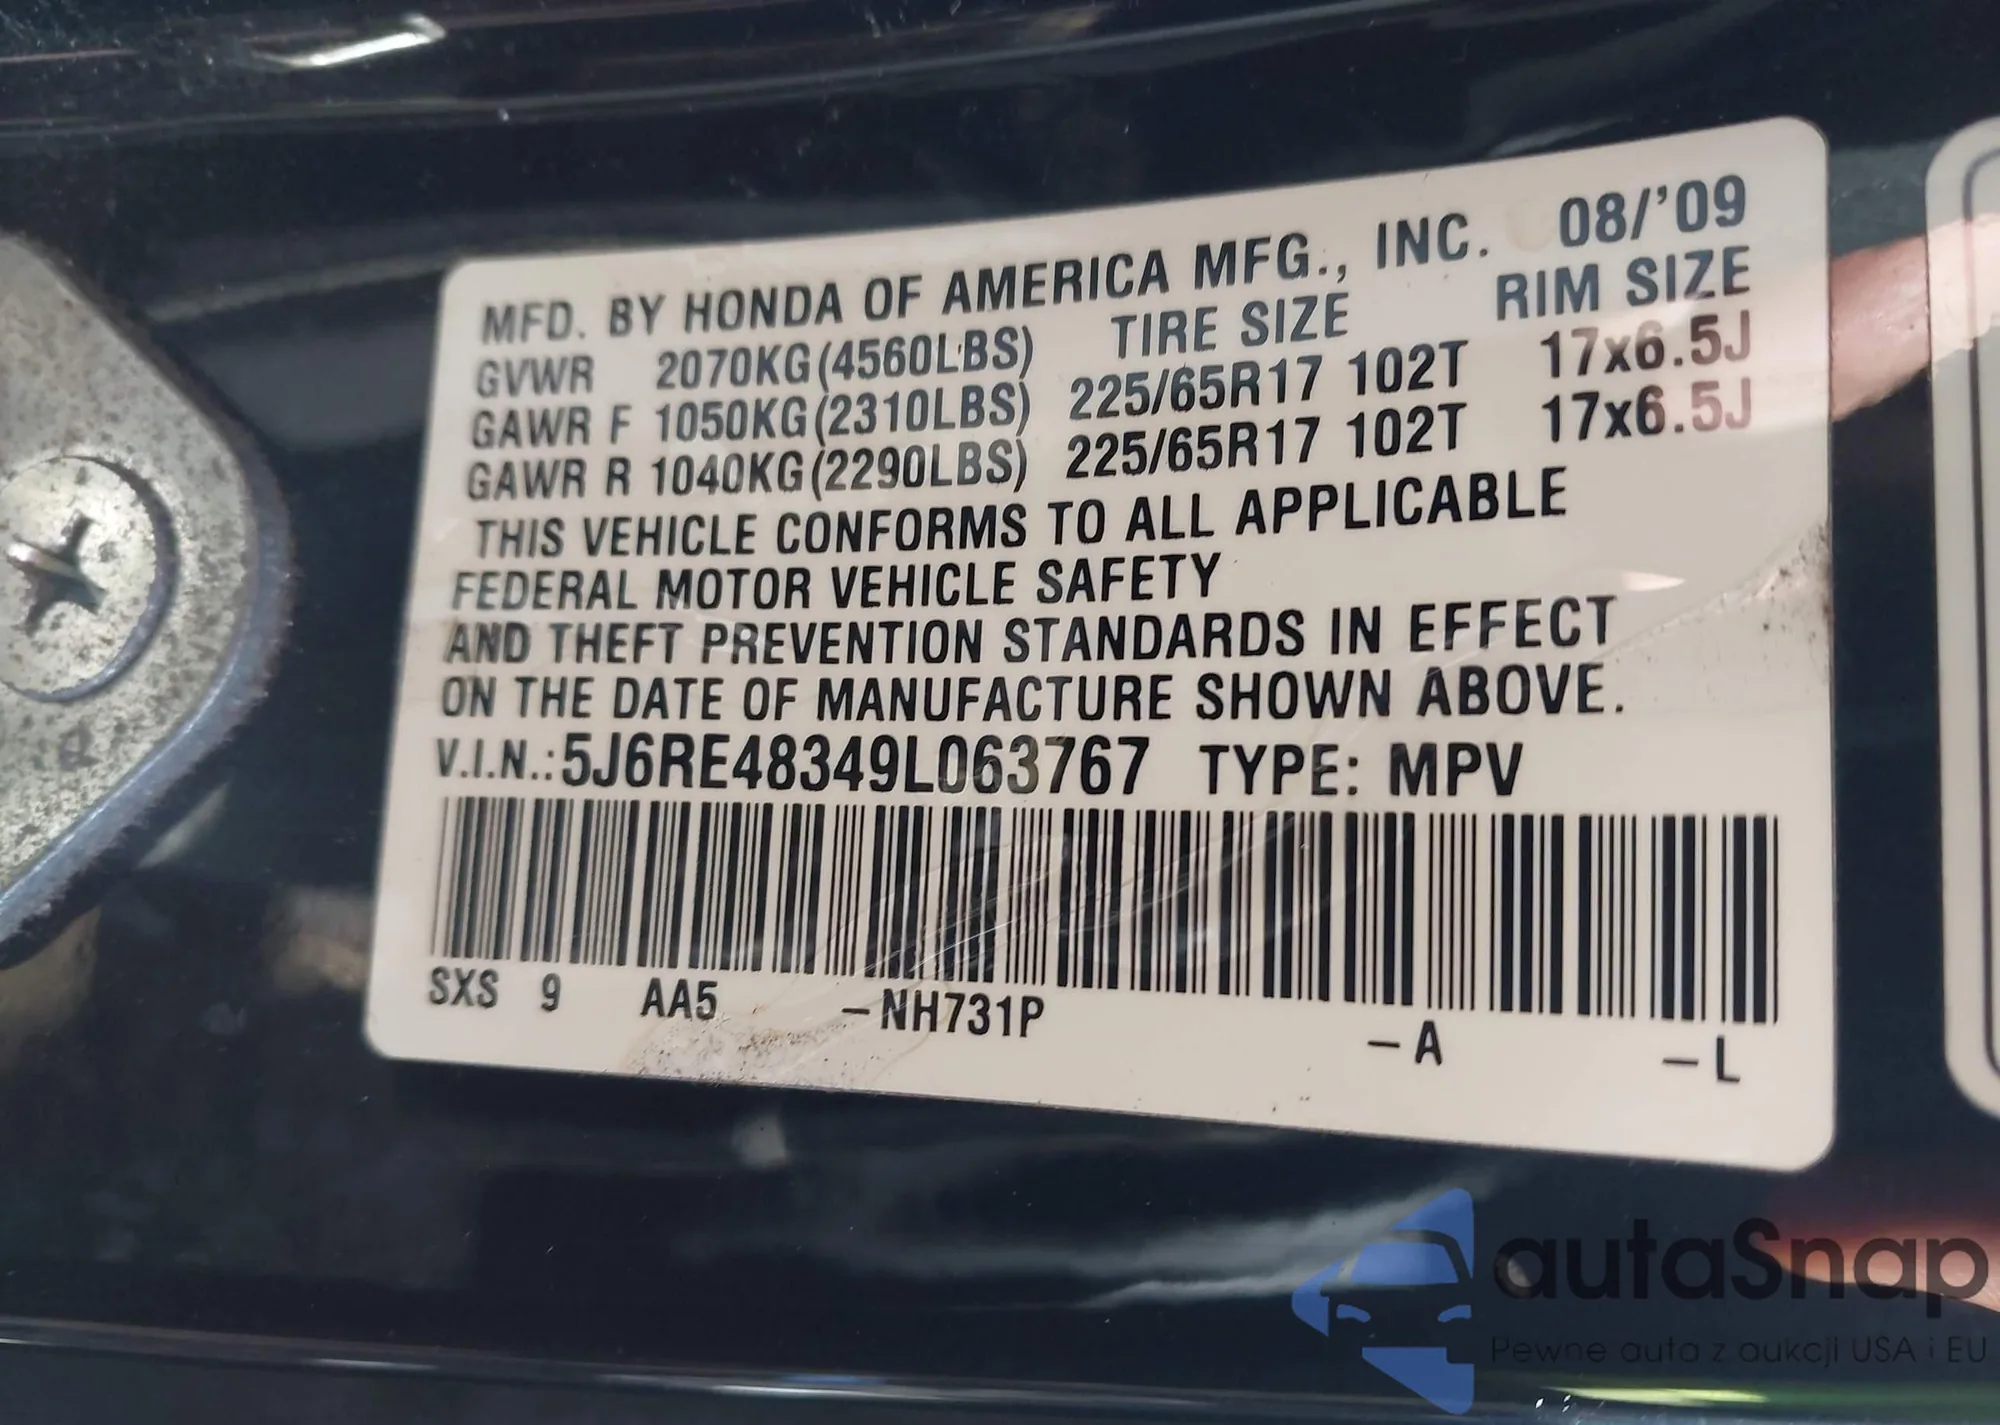 MFD. BY HONDA OF AMERICA MFG., INC. 08/'09
GVWR 2070KG(4560LBS) TIRE SIZE RIM SIZE
GAWR F 1050KG(2310LBS) 225/65R17 102T 17x6.5J
GAWR R 1040KG(2290LBS) 225/65R17 102T 17x6.5J
THIS VEHICLE CONFORMS TO ALL APPLICABLE
FEDERAL MOTOR VEHICLE SAFETY
AND THEFT PREVENTION STANDARDS IN EFFECT
ON THE DATE OF MANUFACTURE SHOWN ABOVE.
V.I.N.:5J6RE48349L063767 TYPE: MPV
SXS 9 AA5 –NH731P –A –L
autaSnap
Pewne auta z aukcji USA i EU